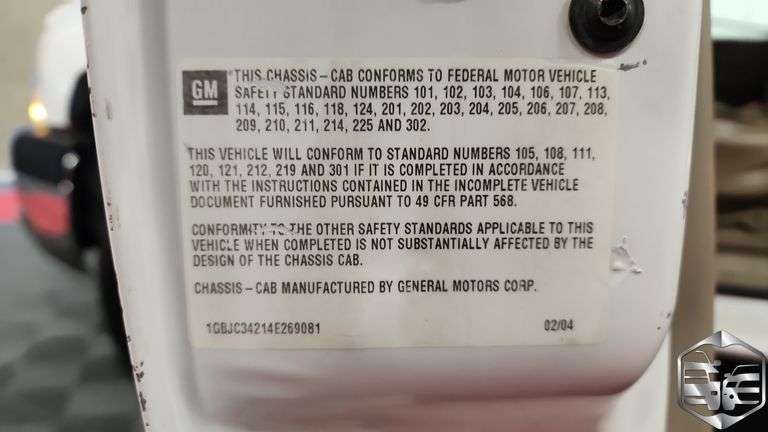 GM
THIS CHASSIS-CAB CONFORMS TO FEDERAL MOTOR VEHICLE
SAFETY STANDARD NUMBERS 101, 102, 103, 104, 106, 107, 113,
114, 115, 116, 118, 124, 201, 202, 203, 204, 205, 206, 207, 208,
209, 210, 211, 214, 225 AND 302.
THIS VEHICLE WILL CONFORM TO STANDARD NUMBERS 105, 108, 111,
120, 121, 212, 219 AND 301 IF IT IS COMPLETED IN ACCORDANCE
WITH THE INSTRUCTIONS CONTAINED IN THE INCOMPLETE VEHICLE
DOCUMENT FURNISHED PURSUANT TO 49 CFR PART 568.
CONFORMITY TO THE OTHER SAFETY STANDARDS APPLICABLE TO THIS
VEHICLE WHEN COMPLETED IS NOT SUBSTANTIALLY AFFECTED BY THE
DESIGN OF THE CHASSIS CAB.
CHASSIS-CAB MANUFACTURED BY GENERAL MOTORS CORP.
1GBJC34214E269081 02/04